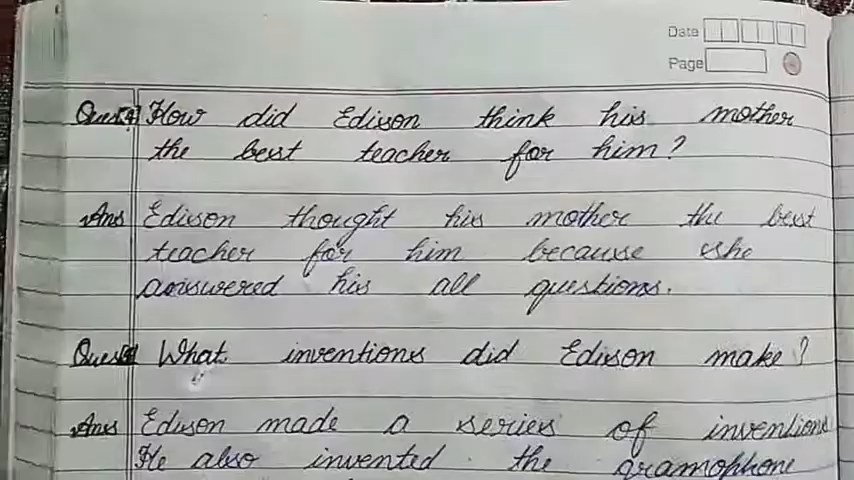 Date
Page
Ques[4] How did Edison think his mother
the best teacher for him?
Ans Edison thought his mother the best
teacher for him because she
answered his all questions.
Ques What inventions did Edison make?
Ans Edison made a series of inventions
He also invented the gramophone